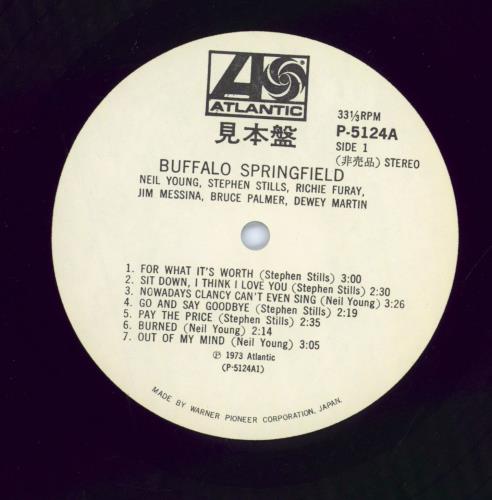 ATLANTIC
見本盤
33⅓RPM
P-5124A
SIDE 1
(非売品) STEREO
BUFFALO SPRINGFIELD
NEIL YOUNG, STEPHEN STILLS, RICHIE FURAY,
JIM MESSINA, BRUCE PALMER, DEWEY MARTIN
1. FOR WHAT IT'S WORTH (Stephen Stills) 3:00
2. SIT DOWN, I THINK I LOVE YOU (Stephen Stills) 2:30
3. NOWADAYS CLANCY CAN'T EVEN SING (Neil Young) 3:26
4. GO AND SAY GOODBYE (Stephen Stills) 2:19
5. PAY THE PRICE (Stephen Stills) 2:35
6. BURNED (Neil Young) 2:14
7. OUT OF MY MIND (Neil Young) 3:05
℗ 1973 Atlantic
(P-5124A1)
MADE BY WARNER PIONEER CORPORATION, JAPAN.